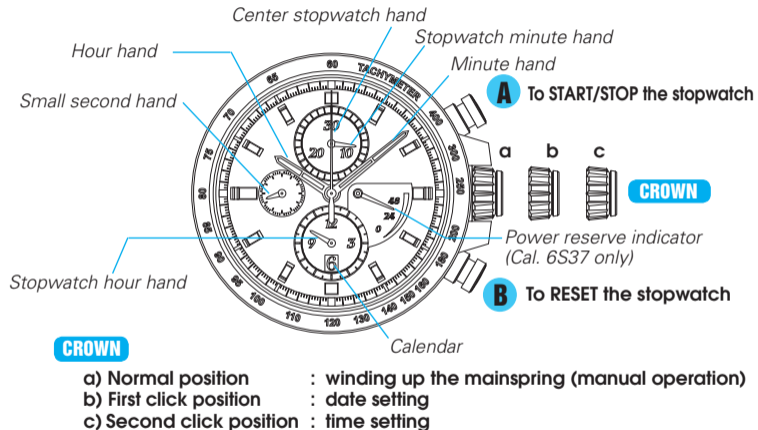 Center stopwatch hand
Stopwatch minute hand
Hour hand
Minute hand
Small second hand
A To START/STOP the stopwatch
a b c
CROWN
Power reserve indicator
(Cal. 6S37 only)
Stopwatch hour hand
B To RESET the stopwatch
Calendar
60 TACHYMETER 400 300 250 200 180 160 150 140 130 120 110 100 95 90 85 80 75 70 65
30
20 10
48
24
0
9 3
6
12
CROWN
a) Normal position : winding up the mainspring (manual operation)
b) First click position : date setting
c) Second click position : time setting